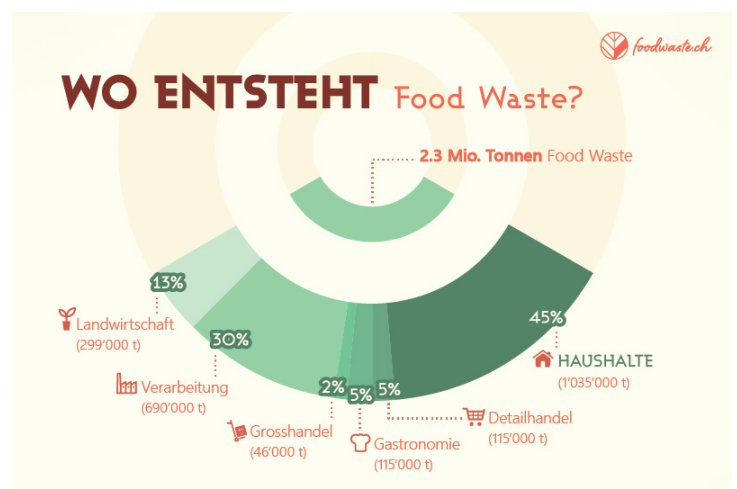 foodwaste.ch
WO ENTSTEHT Food Waste?
2.3 Mio. Tonnen Food Waste
13%
Landwirtschaft
(299'000 t)
30%
Verarbeitung
(690'000 t)
2%
Grosshandel
(46'000 t)
5%
Gastronomie
(115'000 t)
5%
Detailhandel
(115'000 t)
45%
HAUSHALTE
(1'035'000 t)